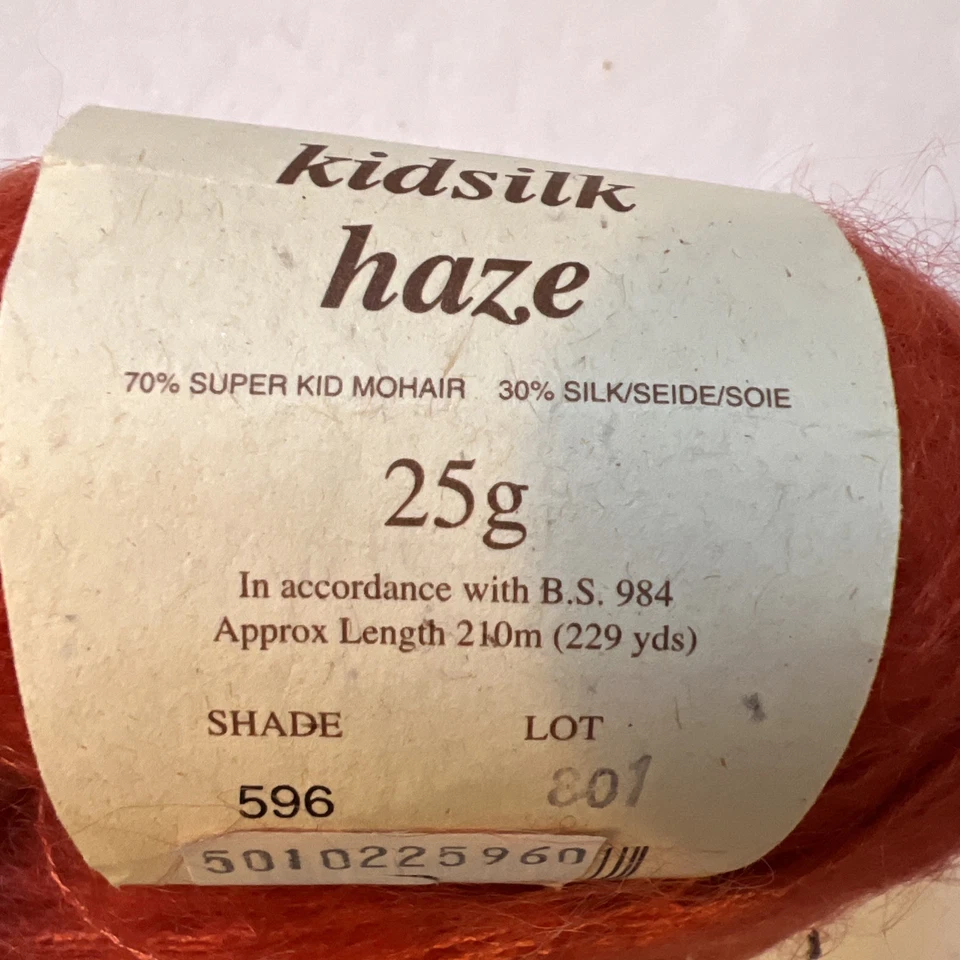 kidsilk
haze
70% SUPER KID MOHAIR 30% SILK/SEIDE/SOIE
25g
In accordance with B.S. 984
Approx Length 210m (229 yds)
SHADE LOT
596 801
5010225960